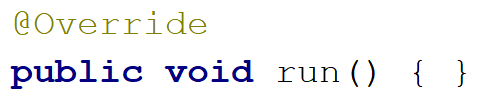 @Override
public void run() { }